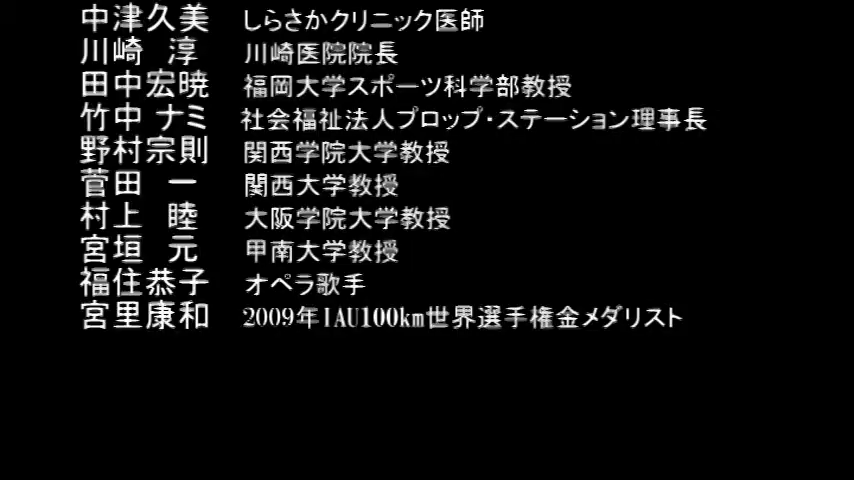 中津久美 しらさかクリニック医師
川崎 淳 川崎医院院長
田中宏暁 福岡大学スポーツ科学部教授
竹中 ナミ 社会福祉法人プロップ・ステーション理事長
野村宗則 関西学院大学教授
菅田 一 関西大学教授
村上 睦 大阪学院大学教授
宮垣 元 甲南大学教授
福住恭子 オペラ歌手
宮里康和 2009年IAU100km世界選手権金メダリスト